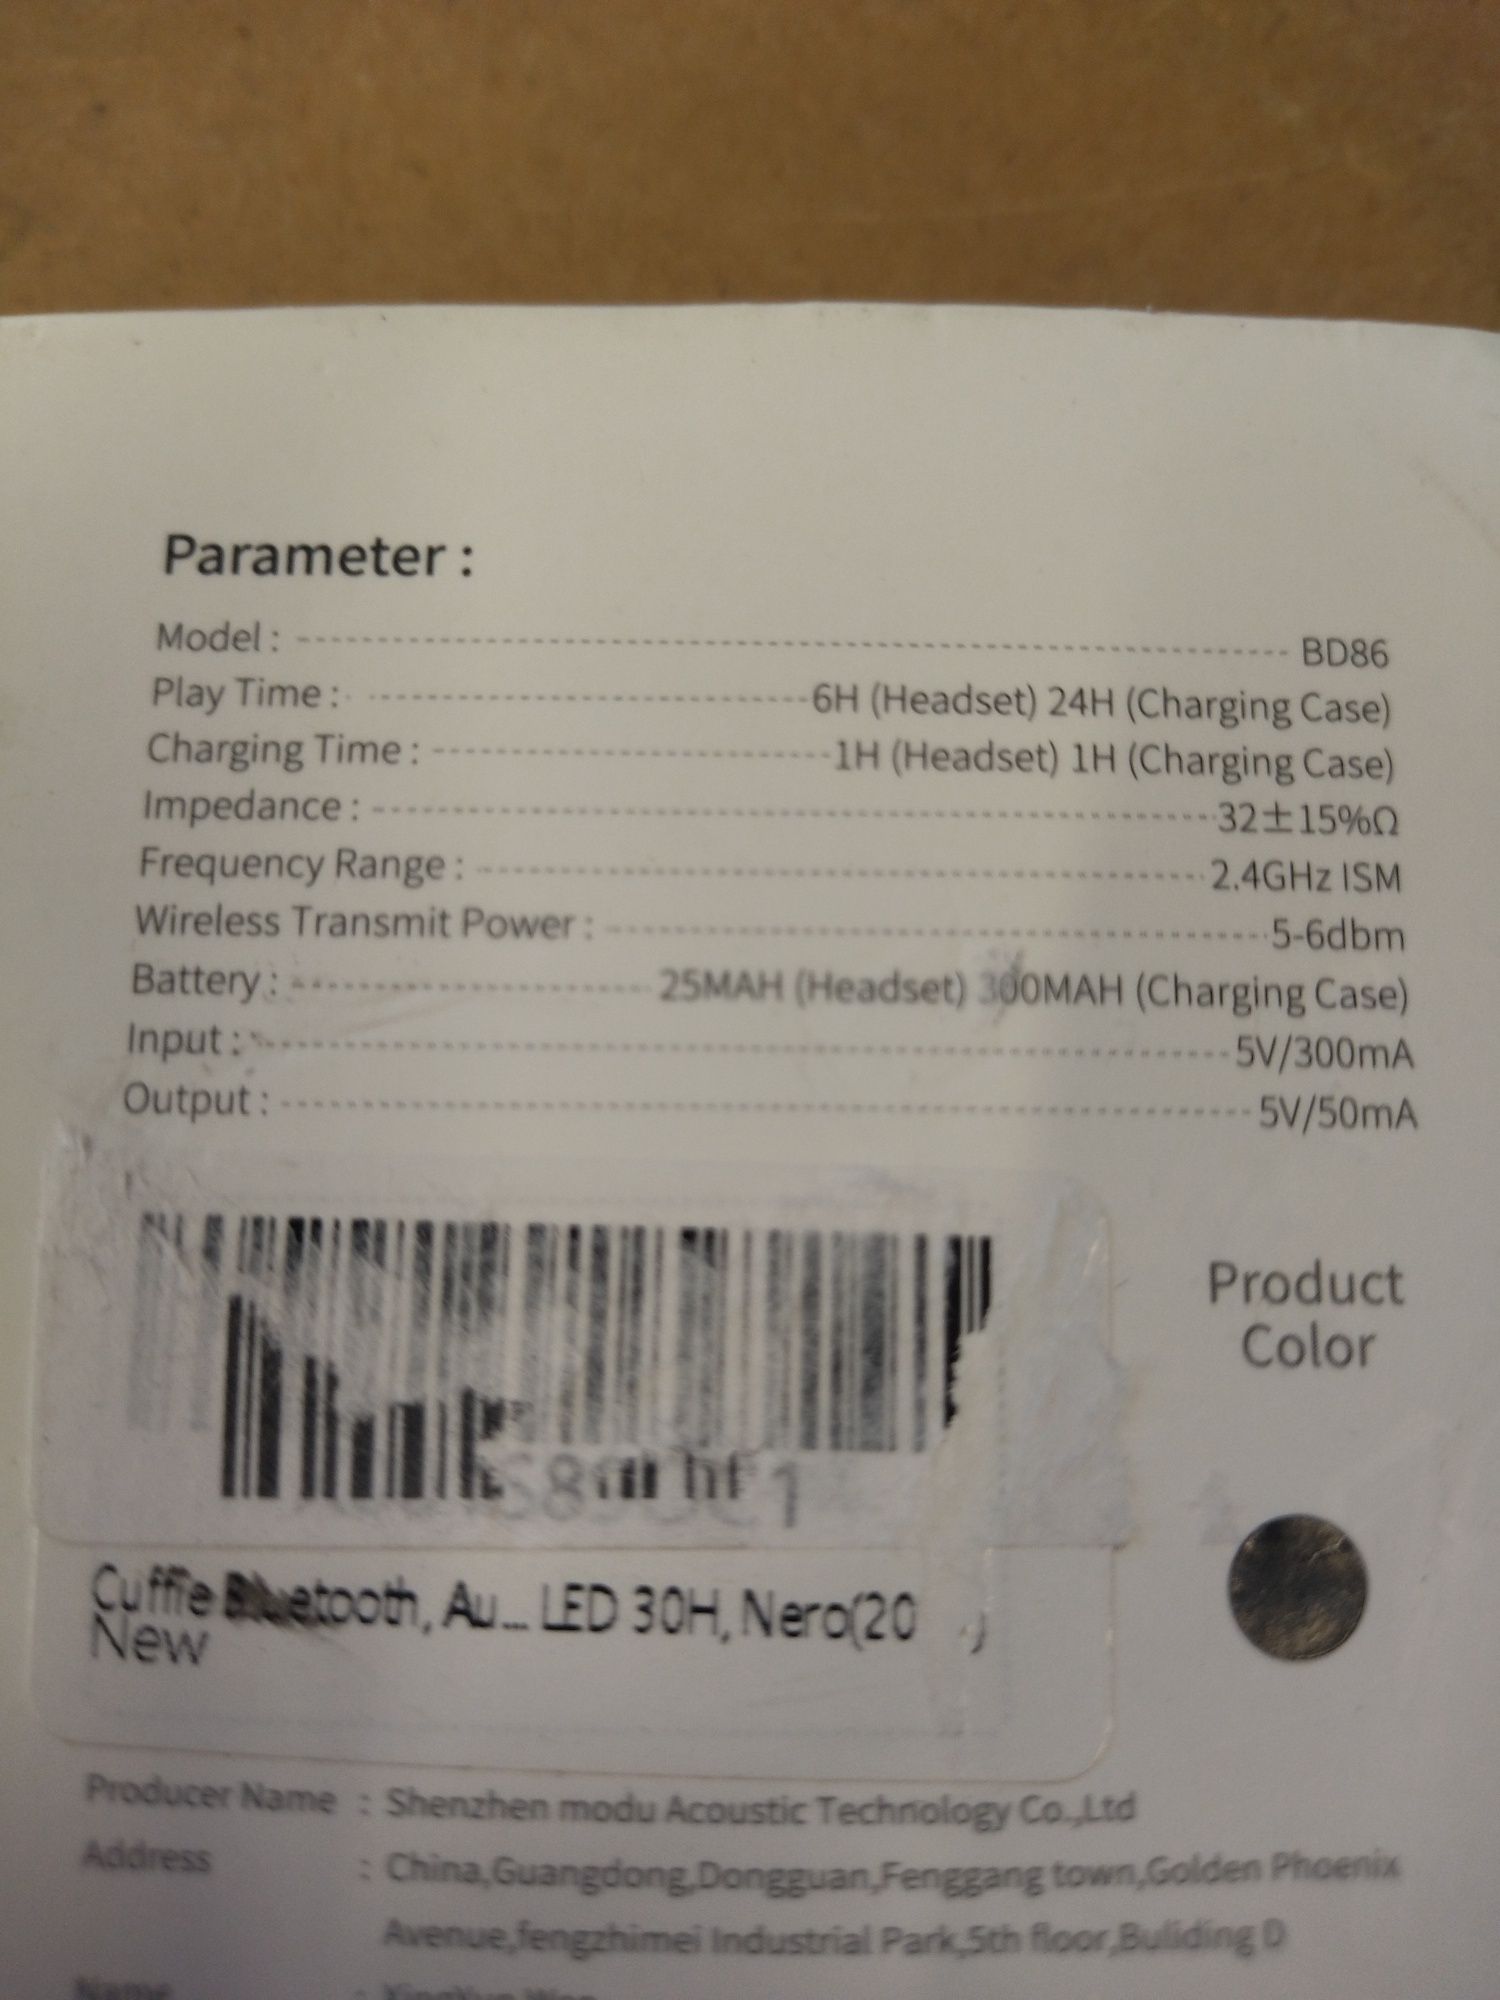 Parameter :
Model : BD86
Play Time : 6H (Headset) 24H (Charging Case)
Charging Time : 1H (Headset) 1H (Charging Case)
Impedance : 32±15%Ω
Frequency Range : 2.4GHz ISM
Wireless Transmit Power : 5-6dbm
Battery : 25MAH (Headset) 300MAH (Charging Case)
Input : 5V/300mA
Output : 5V/50mA
Product
Color
Cuffie Bluetooth, Au... LED 30H, Nero(20
New
Producer Name : Shenzhen modu Acoustic Technology Co.,Ltd
Address : China,Guangdong,Dongguan,Fenggang town,Golden Phoenix
Avenue,fengzhimei Industrial Park,5th floor,Buliding D
Name :